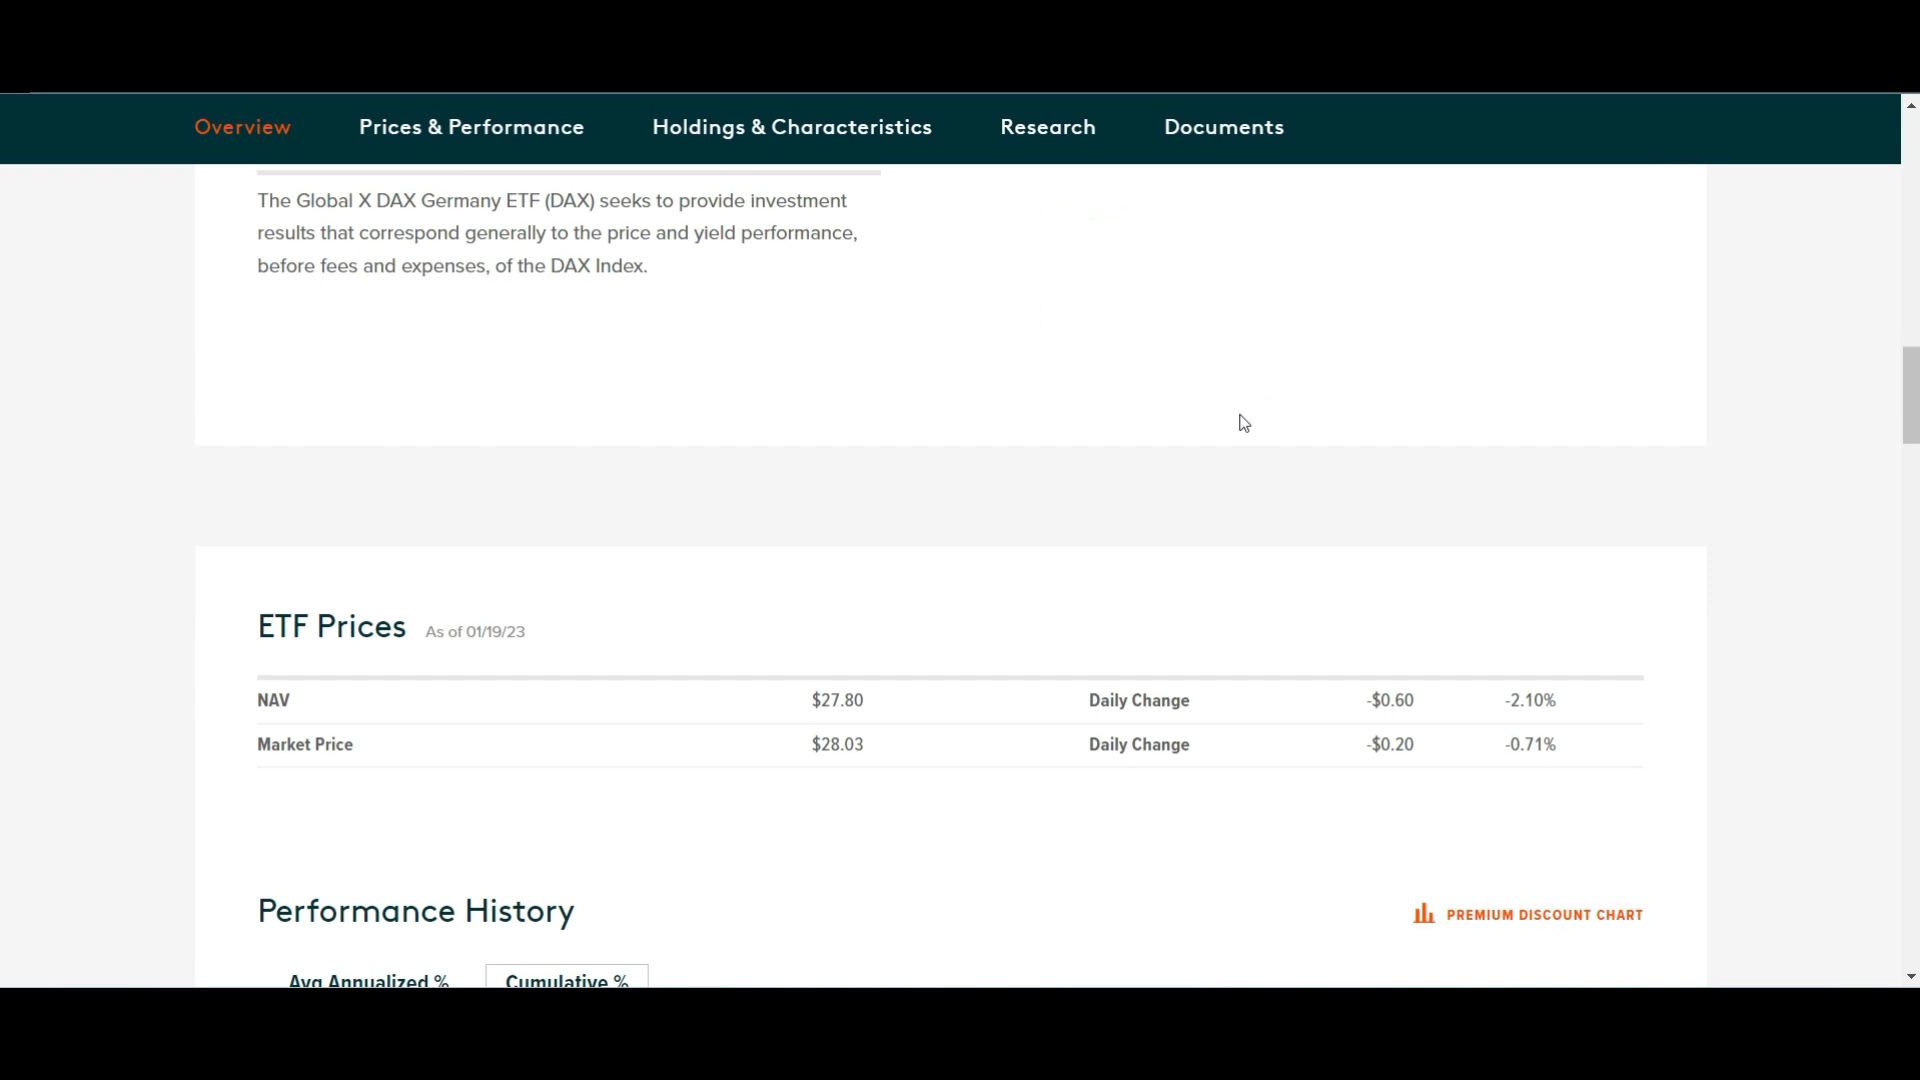 Overview Prices & Performance Holdings & Characteristics Research Documents
The Global X DAX Germany ETF (DAX) seeks to provide investment
results that correspond generally to the price and yield performance,
before fees and expenses, of the DAX Index.
ETF Prices As of 01/19/23
NAV $27.80 Daily Change -$0.60 -2.10%
Market Price $28.03 Daily Change -$0.20 -0.71%
Performance History PREMIUM DISCOUNT CHART
Avg Annualized % Cumulative %